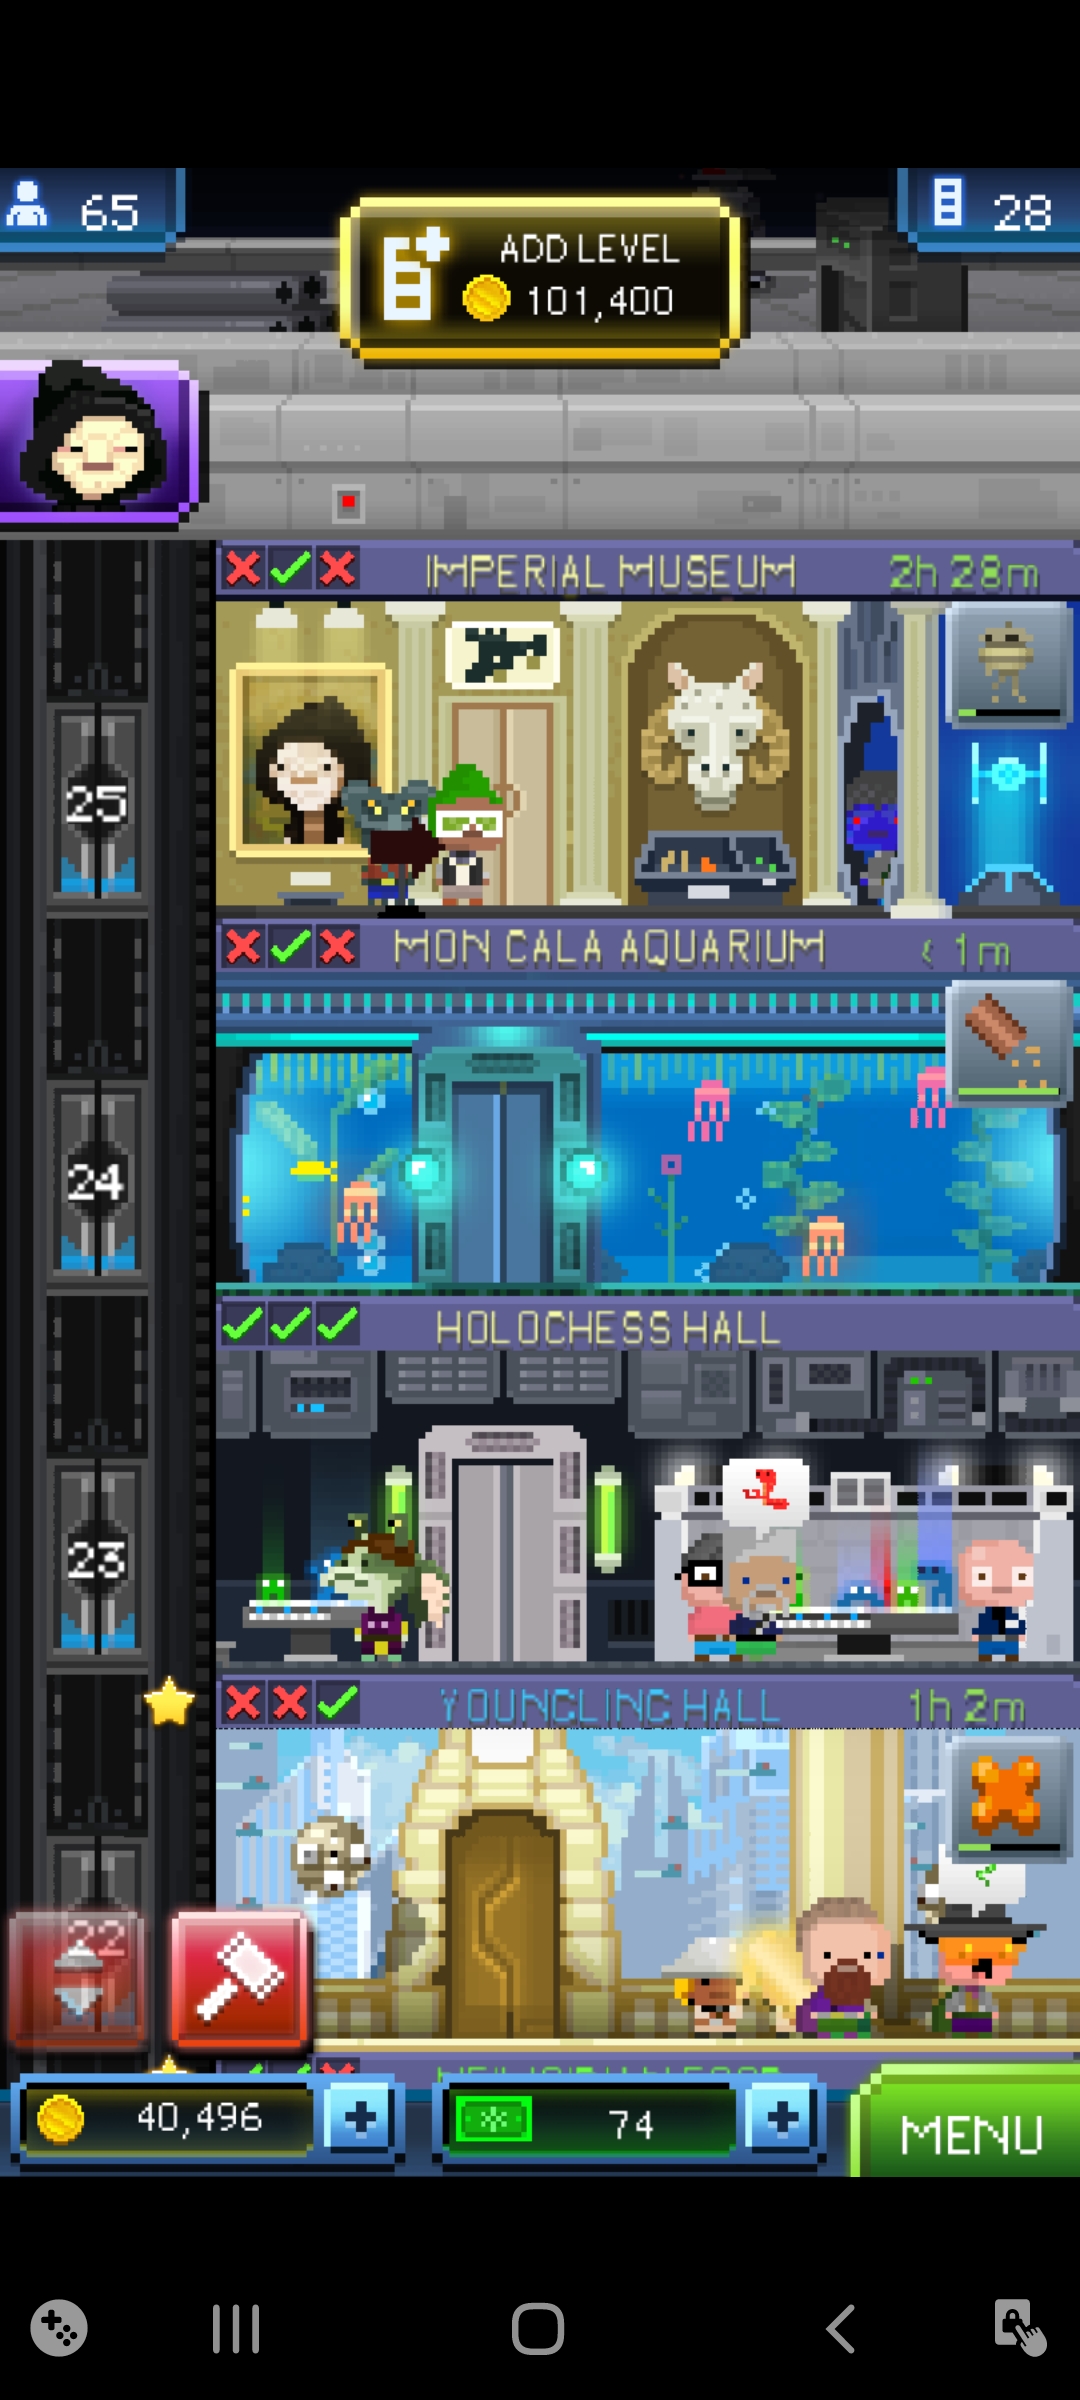 65
ADD LEVEL
101,400
28
IMPERIAL MUSEUM
2h 28m
25
MON CALA AQUARIUM
< 1m
24
HOLOCHESS HALL
23
YOUNGLING HALL
1h 2m
22
40,496
74
MENU